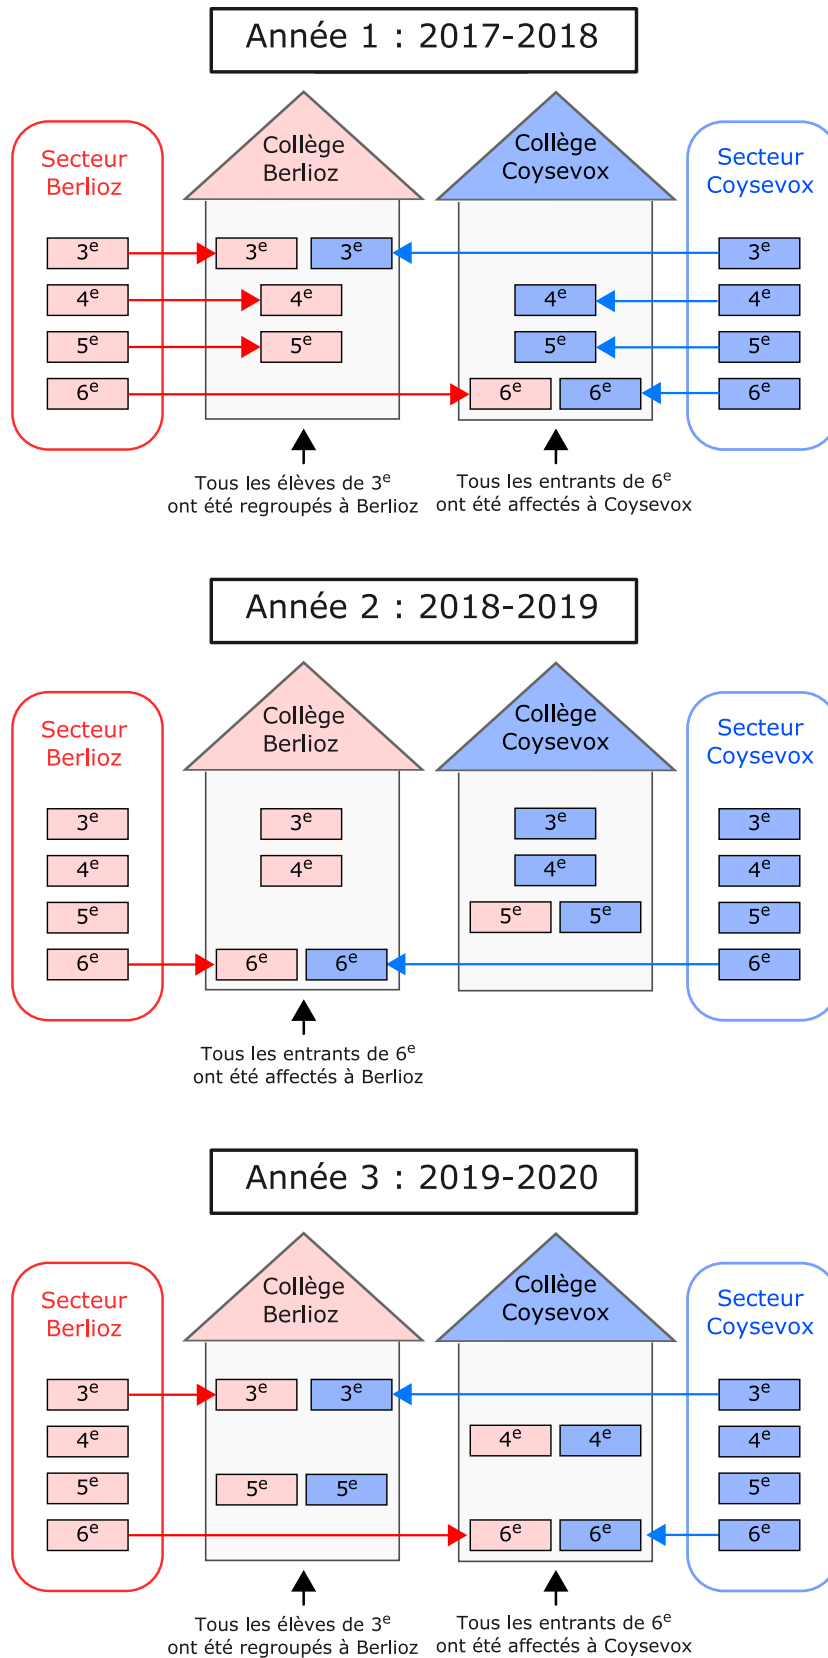 Année 1 : 2017-2018
Secteur
Berlioz
Collège
Berlioz
Collège
Coysevox
Secteur
Coysevox
3e 3e 3e 3e
4e 4e 4e 4e
5e 5e 5e 5e
6e 6e 6e 6e
Tous les élèves de 3e
ont été regroupés à Berlioz
Tous les entrants de 6e
ont été affectés à Coysevox
Année 2 : 2018-2019
Secteur
Berlioz
Collège
Berlioz
Collège
Coysevox
Secteur
Coysevox
3e 3e 3e 3e
4e 4e 4e 4e
5e 5e 5e 5e
6e 6e 6e 6e
Tous les entrants de 6e
ont été affectés à Berlioz
Année 3 : 2019-2020
Secteur
Berlioz
Collège
Berlioz
Collège
Coysevox
Secteur
Coysevox
3e 3e 3e 3e
4e 4e 4e 4e
5e 5e 5e 5e
6e 6e 6e 6e
Tous les élèves de 3e
ont été regroupés à Berlioz
Tous les entrants de 6e
ont été affectés à Coysevox